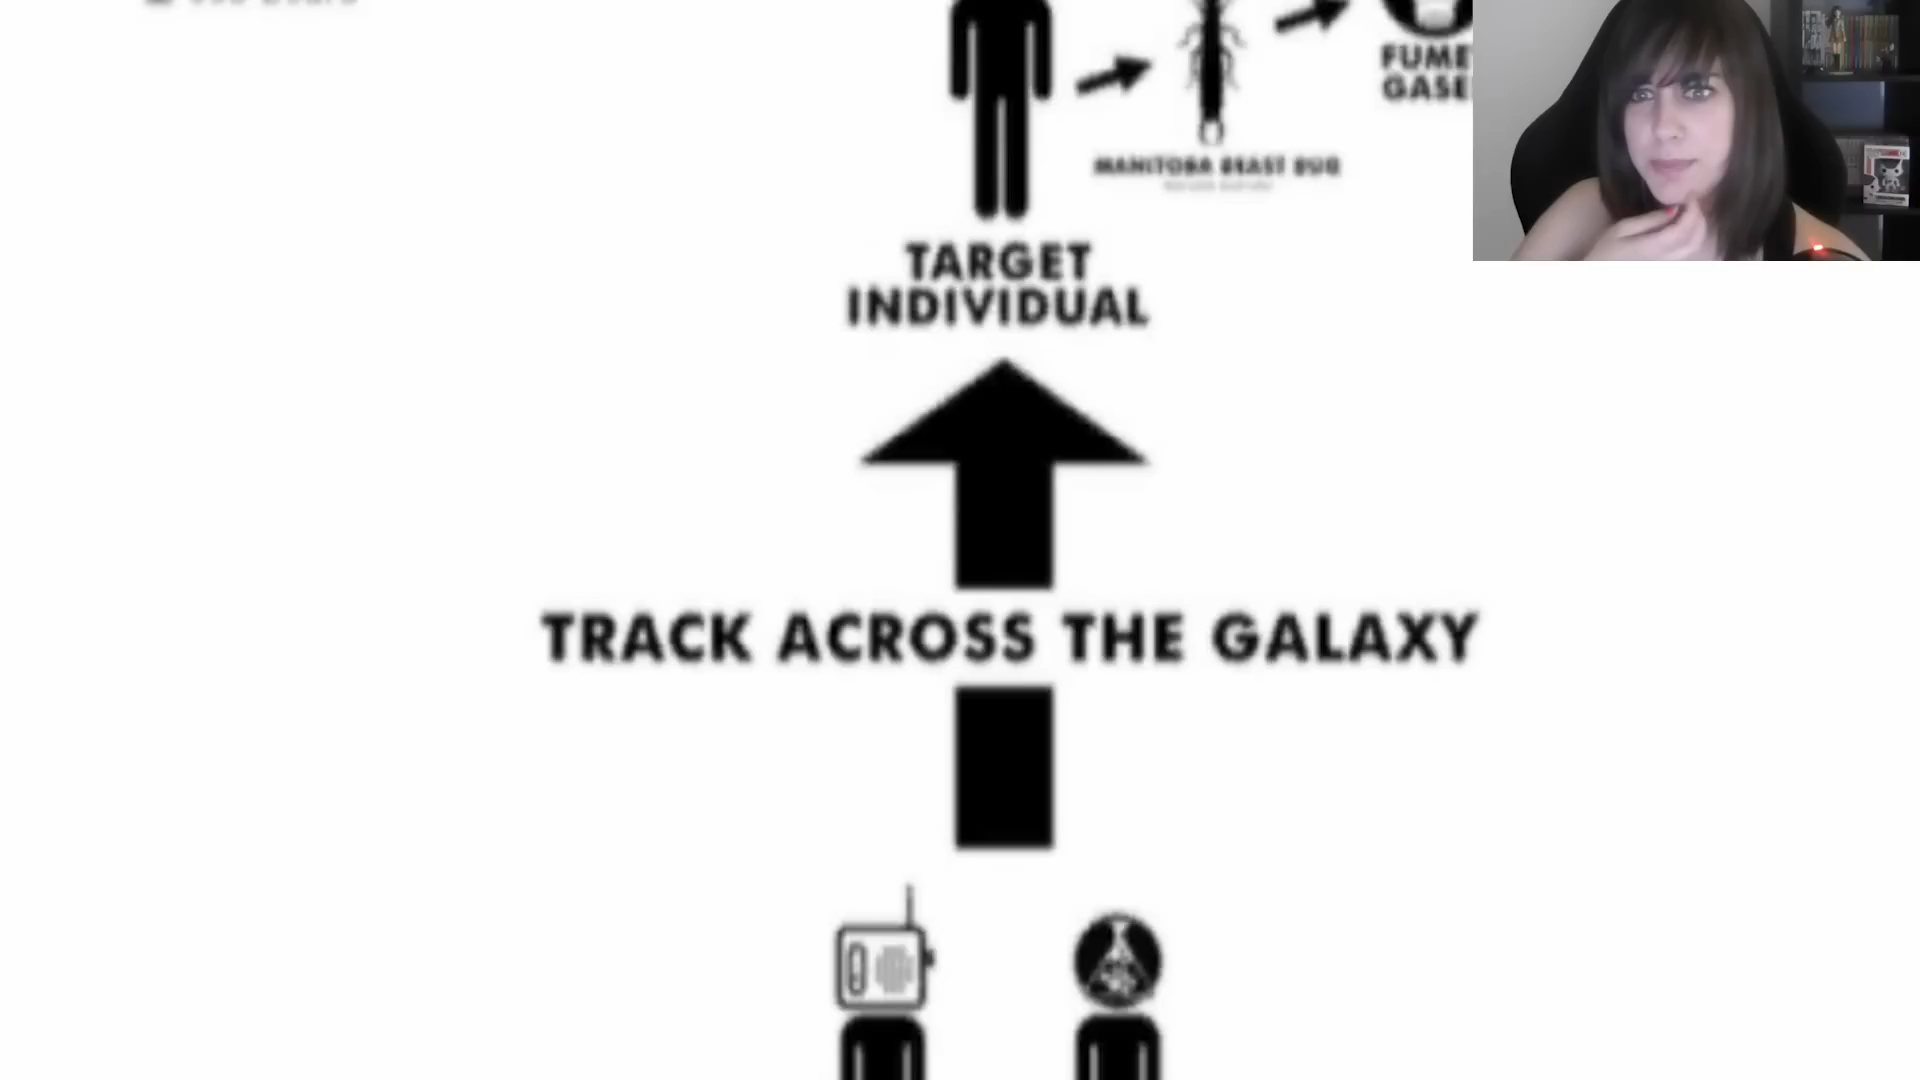 FUME
GASE
MANITOBA BEAST BUG
TARGET
INDIVIDUAL
TRACK ACROSS THE GALAXY